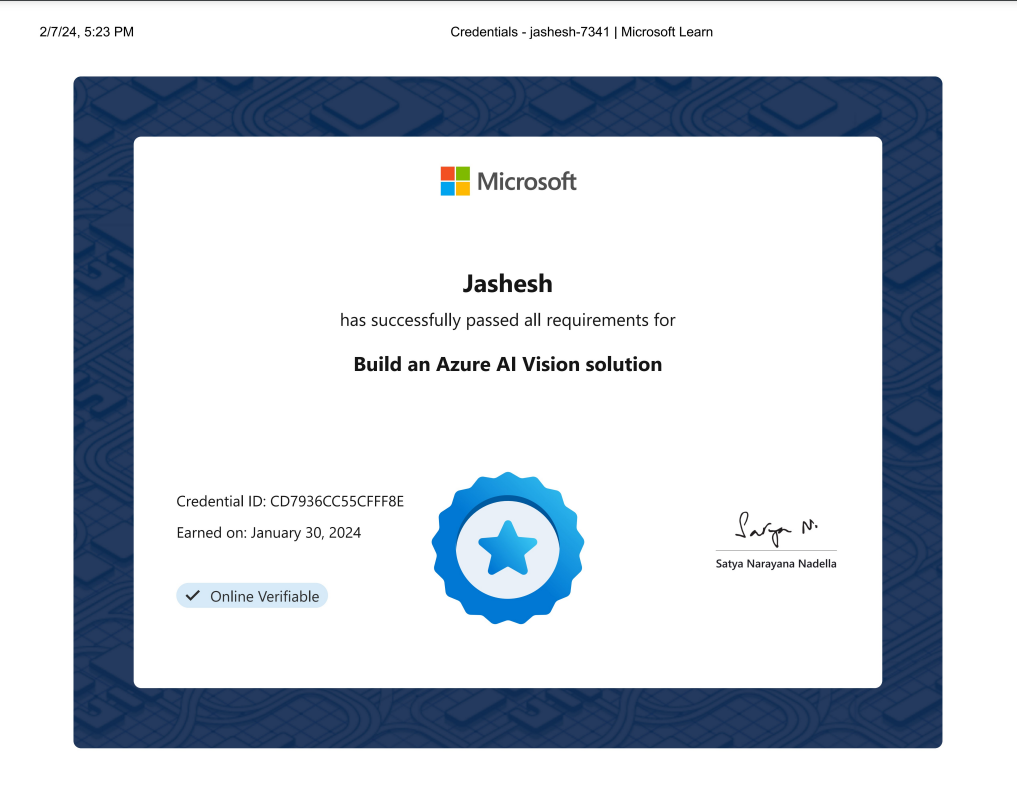 2/7/24, 5:23 PM
Credentials - jashesh-7341 | Microsoft Learn
Microsoft
Jashesh
has successfully passed all requirements for
Build an Azure AI Vision solution
Credential ID: CD7936CC55CFFF8E
Earned on: January 30, 2024
Online Verifiable
Satya N.
Satya Narayana Nadella